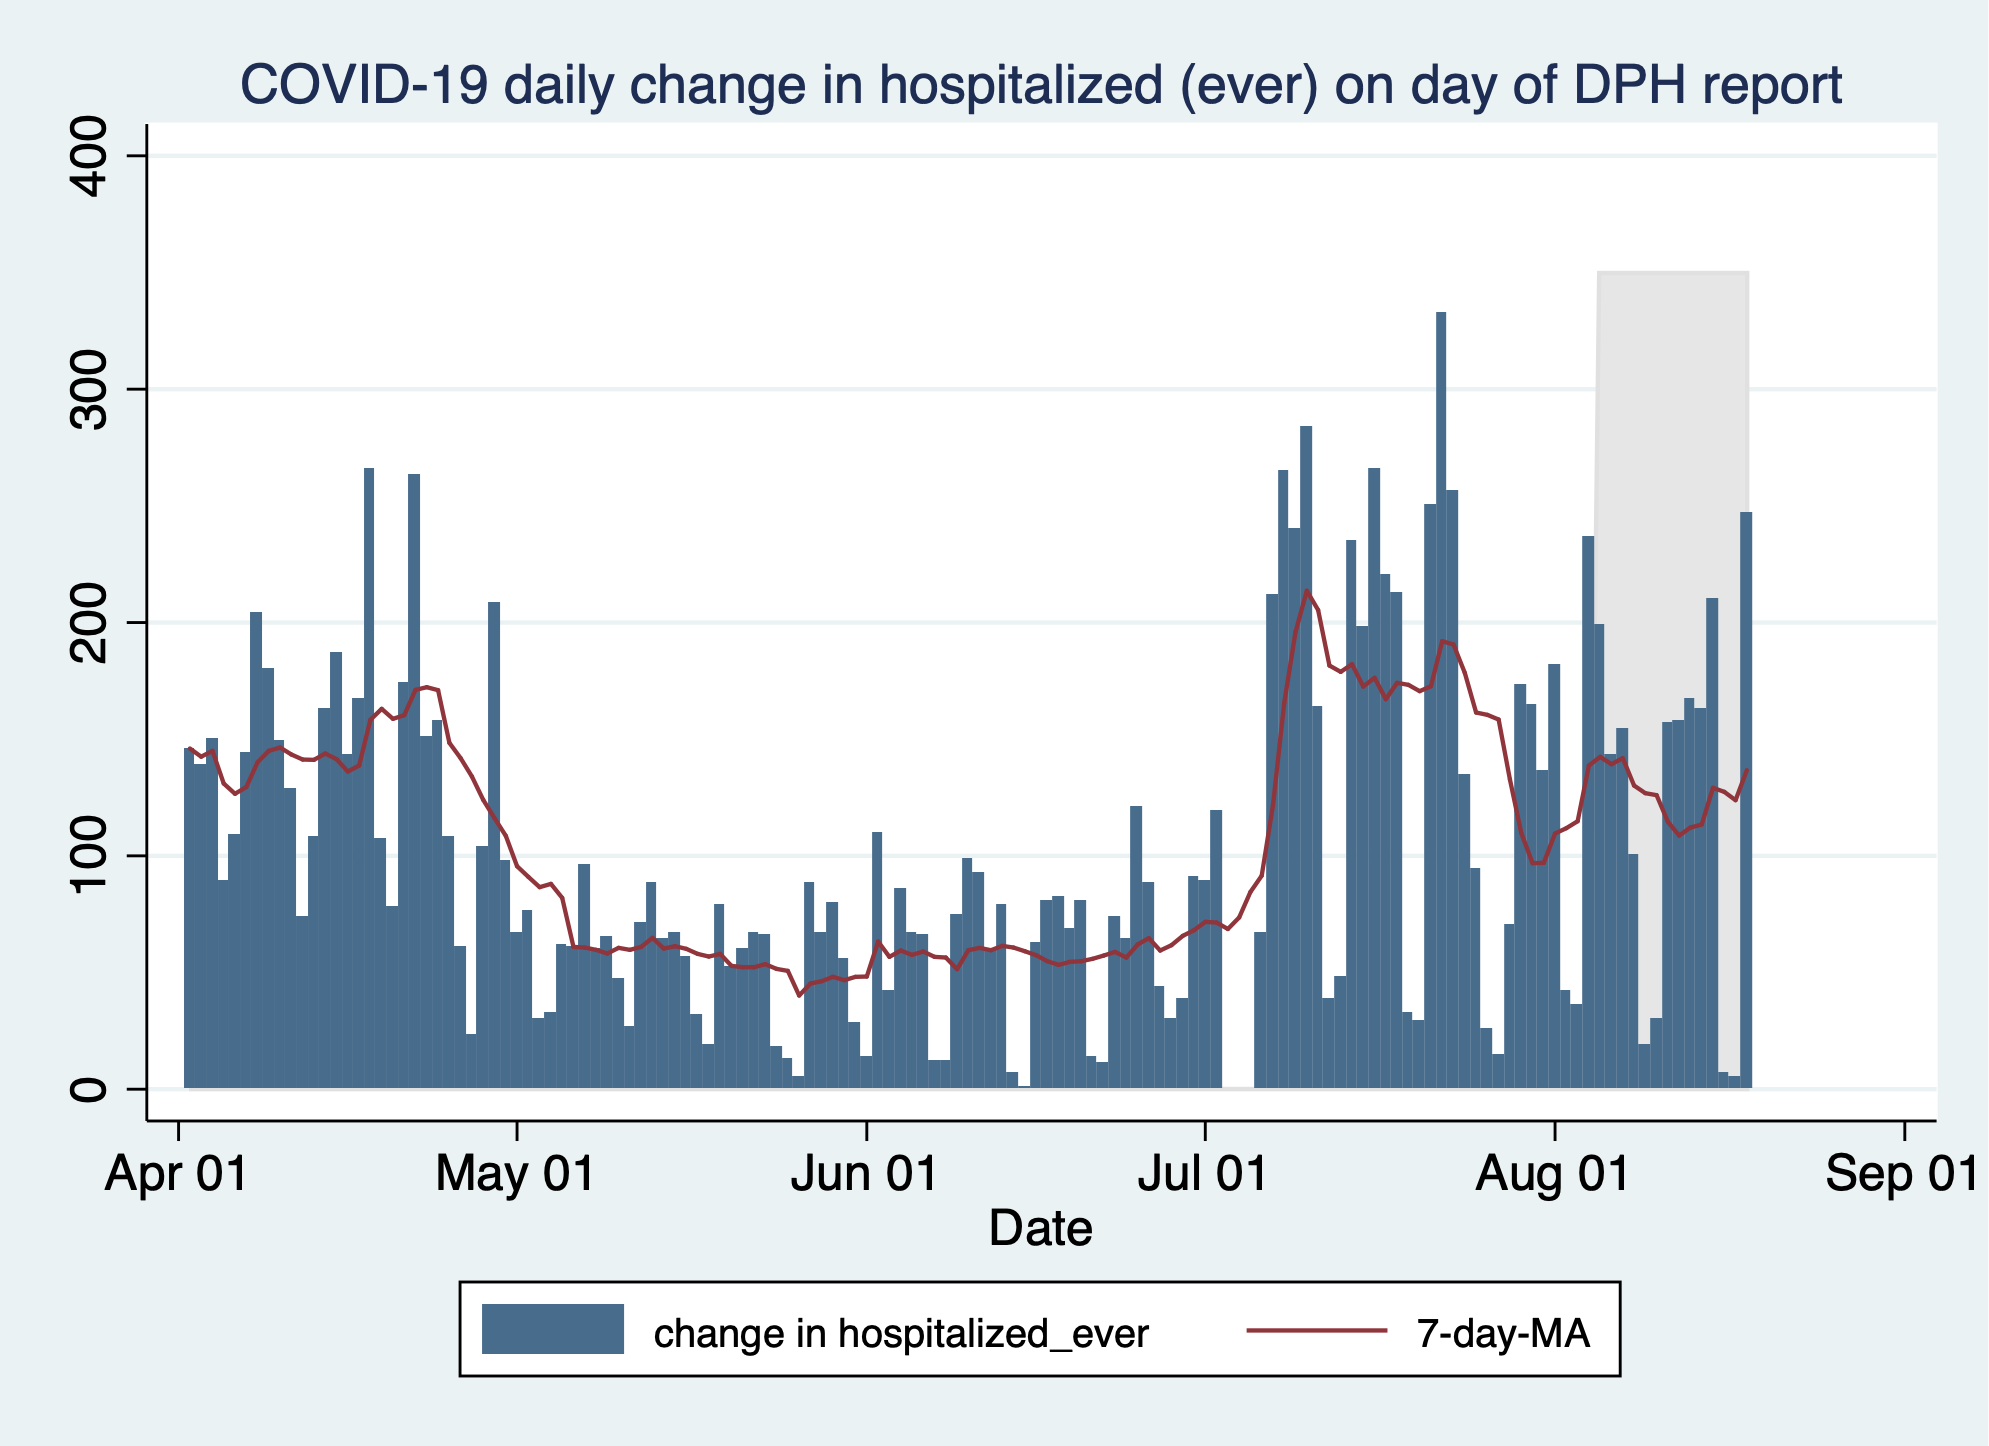 COVID-19 daily change in hospitalized (ever) on day of DPH report
400
300
200
100
0
Apr 01 May 01 Jun 01 Jul 01 Aug 01 Sep 01
Date
change in hospitalized_ever 7-day-MA